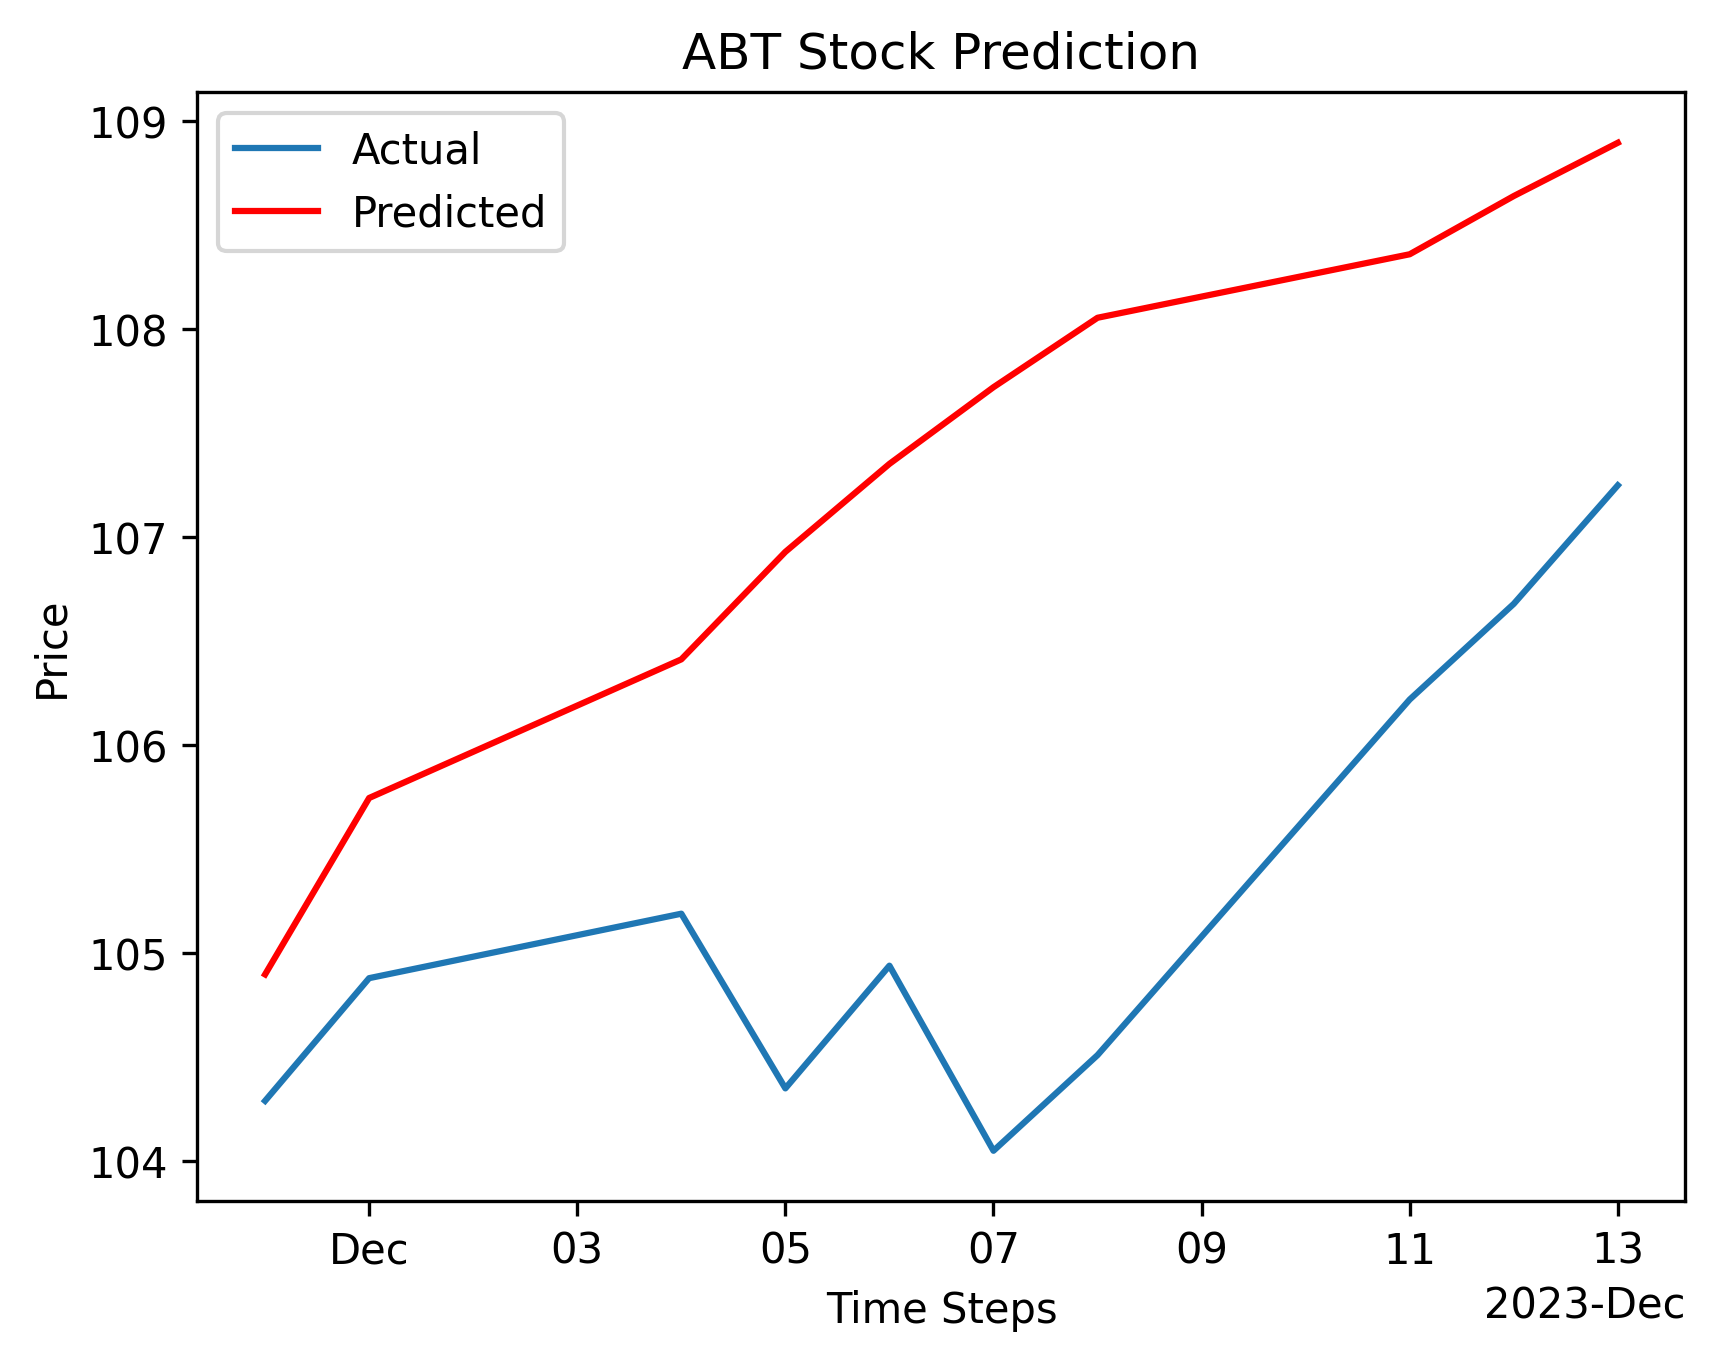 ABT Stock Prediction
109
108
107
106
105
104
Price
Actual
Predicted
Dec 03 05 07 09 11 13
Time Steps
2023-Dec